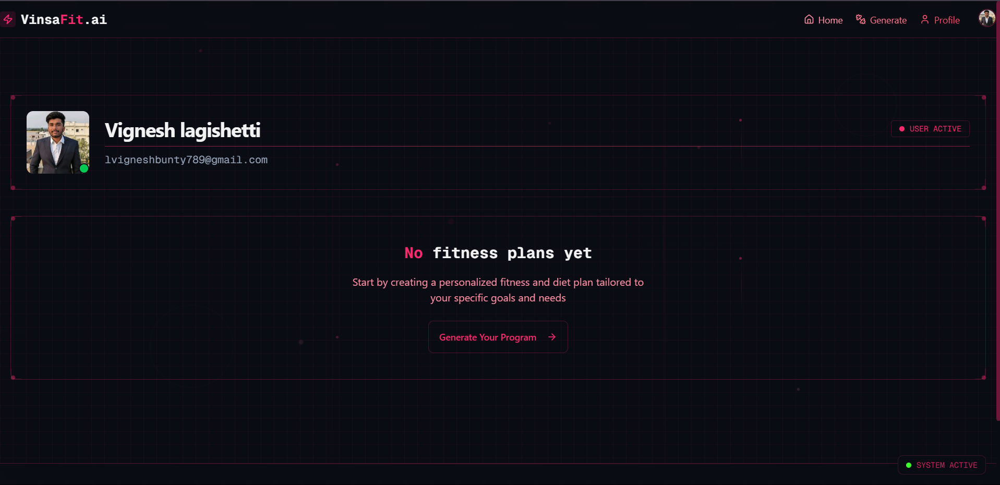 VinsaFit.ai
Home
Generate
Profile
Vignesh lagishetti
USER ACTIVE
lvigneshbunty789@gmail.com
No fitness plans yet
Start by creating a personalized fitness and diet plan tailored to
your specific goals and needs
Generate Your Program
SYSTEM ACTIVE